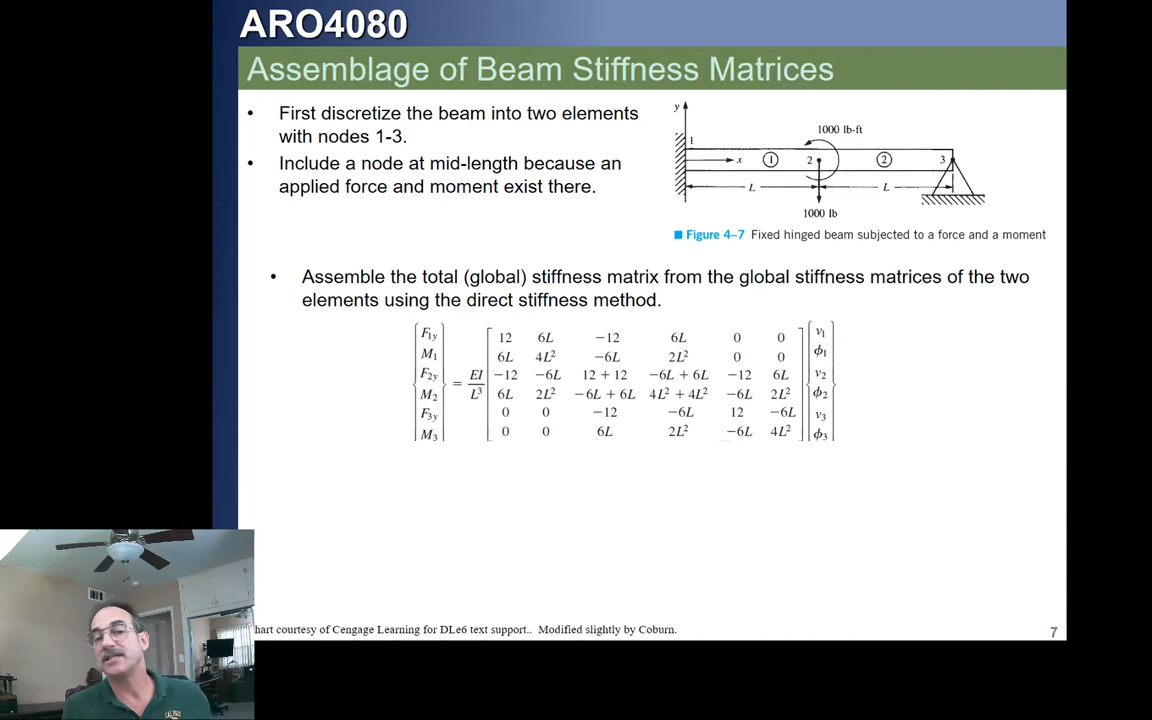 ARO4080
Assemblage of Beam Stiffness Matrices
• First discretize the beam into two elements
with nodes 1-3.
• Include a node at mid-length because an
applied force and moment exist there.
y
1
1000 lb-ft
x
1
2
2
3
L
L
1000 lb
■ Figure 4–7 Fixed hinged beam subjected to a force and a moment
• Assemble the total (global) stiffness matrix from the global stiffness matrices of the two
elements using the direct stiffness method.
F1y 12 6L −12 6L 0 0 v1
M1 6L 4L² −6L 2L² 0 0 ϕ1
F2y = EI/L³ −12 −6L 12 + 12 −6L + 6L −12 6L v2
M2 6L 2L² −6L + 6L 4L² + 4L² −6L 2L² ϕ2
F3y 0 0 −12 −6L 12 −6L v3
M3 0 0 6L 2L² −6L 4L² ϕ3
hart courtesy of Cengage Learning for DLe6 text support.. Modified slightly by Coburn.
7